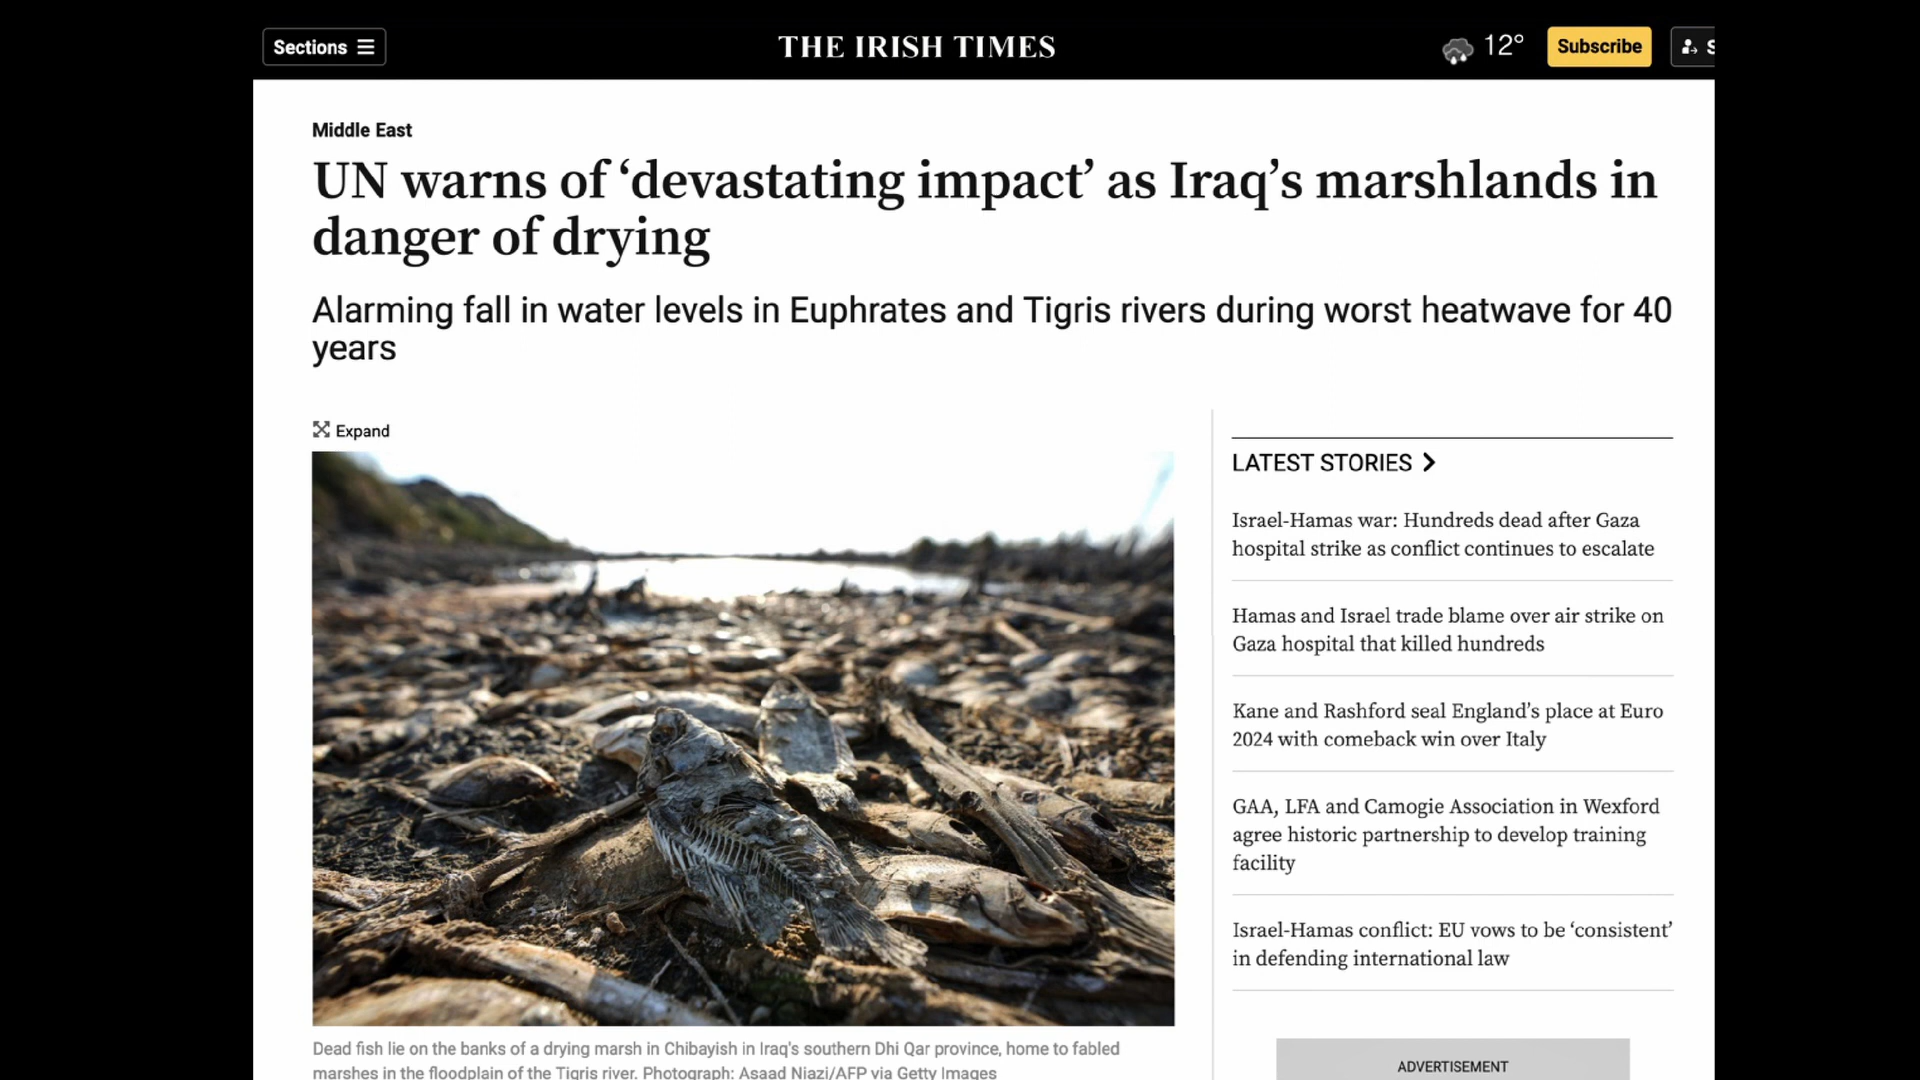 Sections
THE IRISH TIMES
12°
Subscribe
S
Middle East
UN warns of ‘devastating impact’ as Iraq’s marshlands in
danger of drying
Alarming fall in water levels in Euphrates and Tigris rivers during worst heatwave for 40
years
Expand
Dead fish lie on the banks of a drying marsh in Chibayish in Iraq's southern Dhi Qar province, home to fabled
marshes in the floodplain of the Tigris river. Photograph: Asaad Niazi/AFP via Getty Images
LATEST STORIES
Israel-Hamas war: Hundreds dead after Gaza
hospital strike as conflict continues to escalate
Hamas and Israel trade blame over air strike on
Gaza hospital that killed hundreds
Kane and Rashford seal England’s place at Euro
2024 with comeback win over Italy
GAA, LFA and Camogie Association in Wexford
agree historic partnership to develop training
facility
Israel-Hamas conflict: EU vows to be ‘consistent’
in defending international law
ADVERTISEMENT